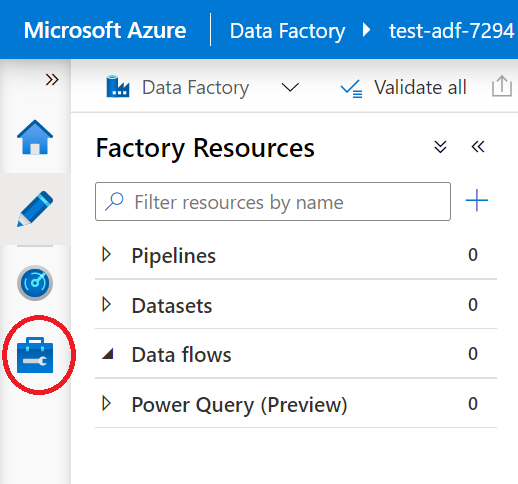 Microsoft Azure Data Factory test-adf-7294
Data Factory Validate all
Factory Resources
Filter resources by name
Pipelines 0
Datasets 0
Data flows 0
Power Query (Preview) 0